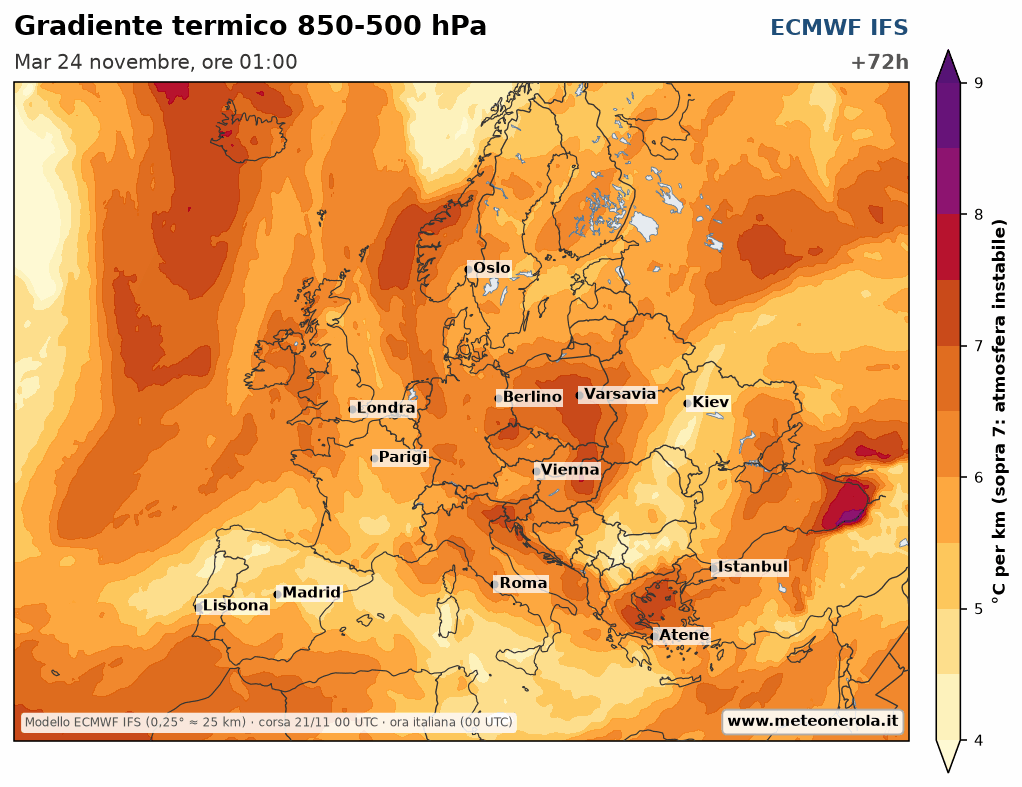 Gradiente termico 850-500 hPa
ECMWF IFS
Mar 24 novembre, ore 01:00
+72h
9
8
7
6
5
4
°C per km (sopra 7: atmosfera instabile)
Oslo
Berlino
Varsavia
Kiev
Londra
Parigi
Vienna
Istanbul
Roma
Madrid
Lisbona
Atene
Modello ECMWF IFS (0,25° ≈ 25 km) · corsa 21/11 00 UTC · ora italiana (00 UTC)
www.meteonerola.it